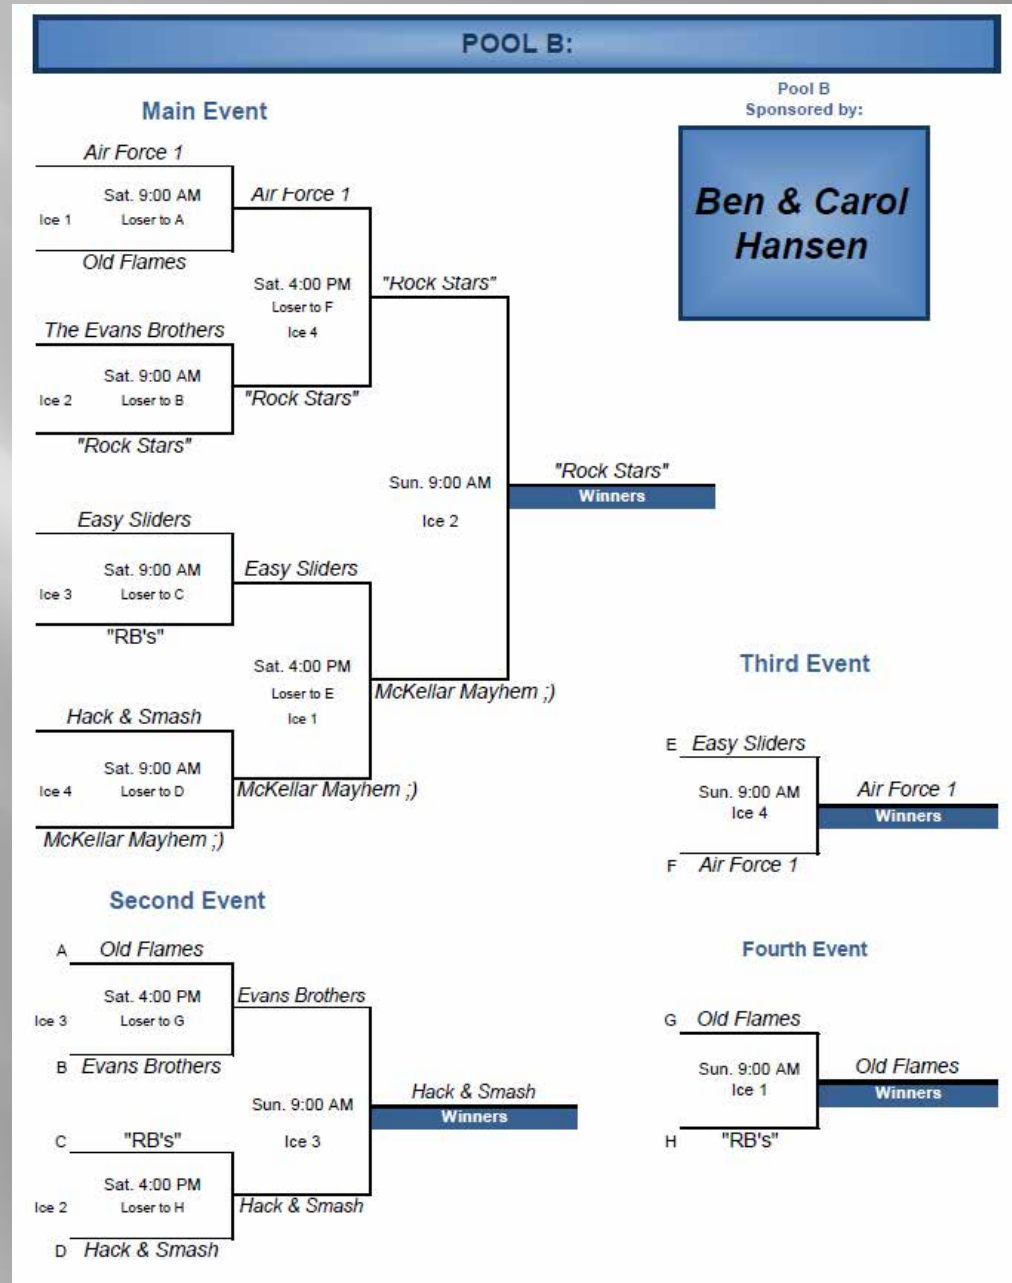 POOL B:
Pool B
Sponsored by:
Ben & Carol
Hansen
Main Event
Air Force 1
Sat. 9:00 AM
Ice 1
Loser to A
Old Flames
Air Force 1
The Evans Brothers
Sat. 9:00 AM
Ice 2
Loser to B
"Rock Stars"
Sat. 4:00 PM
Loser to F
Ice 4
"Rock Stars"
"Rock Stars"
Easy Sliders
Sat. 9:00 AM
Ice 3
Loser to C
"RB's"
Easy Sliders
Hack & Smash
Sat. 9:00 AM
Ice 4
Loser to D
McKellar Mayhem ;)
Sat. 4:00 PM
Loser to E
Ice 1
McKellar Mayhem ;)
McKellar Mayhem ;)
Sun. 9:00 AM
Ice 2
"Rock Stars"
Winners
Third Event
E Easy Sliders
Sun. 9:00 AM
Ice 4
F Air Force 1
Air Force 1
Winners
Second Event
A Old Flames
Sat. 4:00 PM
Ice 3
Loser to G
B Evans Brothers
Evans Brothers
C "RB's"
Sat. 4:00 PM
Ice 2
Loser to H
D Hack & Smash
Hack & Smash
Sun. 9:00 AM
Ice 3
Hack & Smash
Winners
Fourth Event
G Old Flames
Sun. 9:00 AM
Ice 1
H "RB's"
Old Flames
Winners